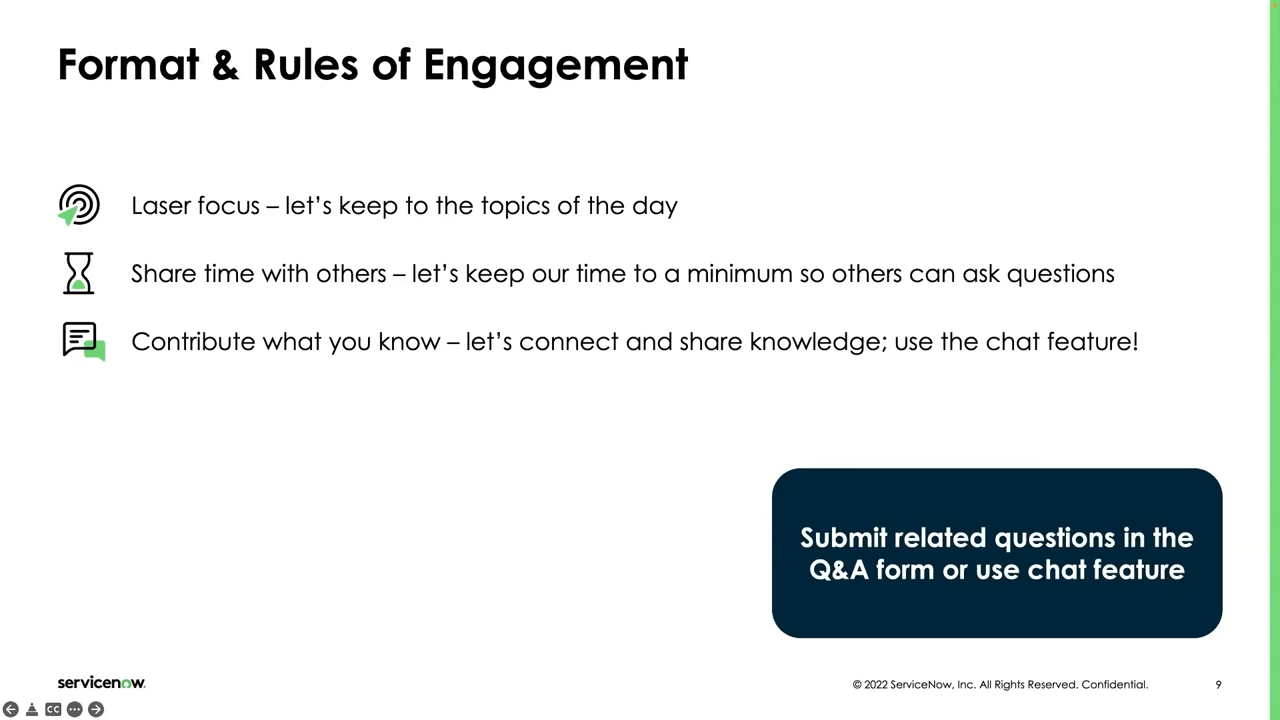 Format & Rules of Engagement
Laser focus – let’s keep to the topics of the day
Share time with others – let’s keep our time to a minimum so others can ask questions
Contribute what you know – let’s connect and share knowledge; use the chat feature!
Submit related questions in the
Q&A form or use chat feature
servicenow.
© 2022 ServiceNow, Inc. All Rights Reserved. Confidential.
9
CC